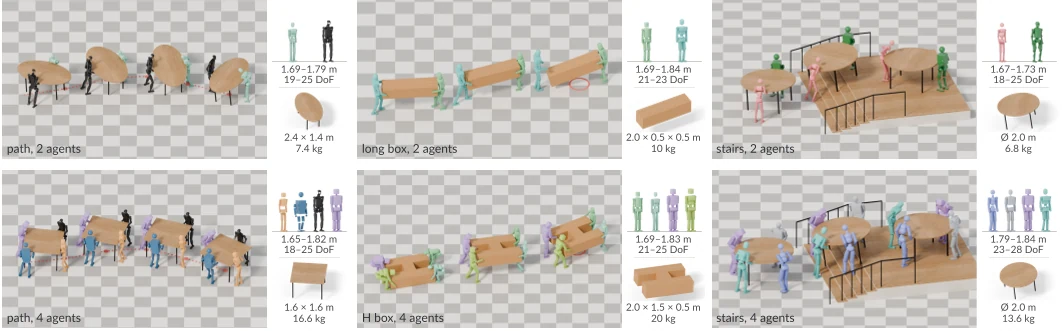 path, 2 agents
1.69–1.79 m
19–25 DoF
2.4 × 1.4 m
7.4 kg
long box, 2 agents
1.69–1.84 m
21–23 DoF
2.0 × 0.5 × 0.5 m
10 kg
stairs, 2 agents
1.67–1.73 m
18–25 DoF
Ø 2.0 m
6.8 kg
path, 4 agents
1.65–1.82 m
18–25 DoF
1.6 × 1.6 m
16.6 kg
H box, 4 agents
1.69–1.83 m
21–25 DoF
2.0 × 1.5 × 0.5 m
20 kg
stairs, 4 agents
1.79–1.84 m
23–28 DoF
Ø 2.0 m
13.6 kg